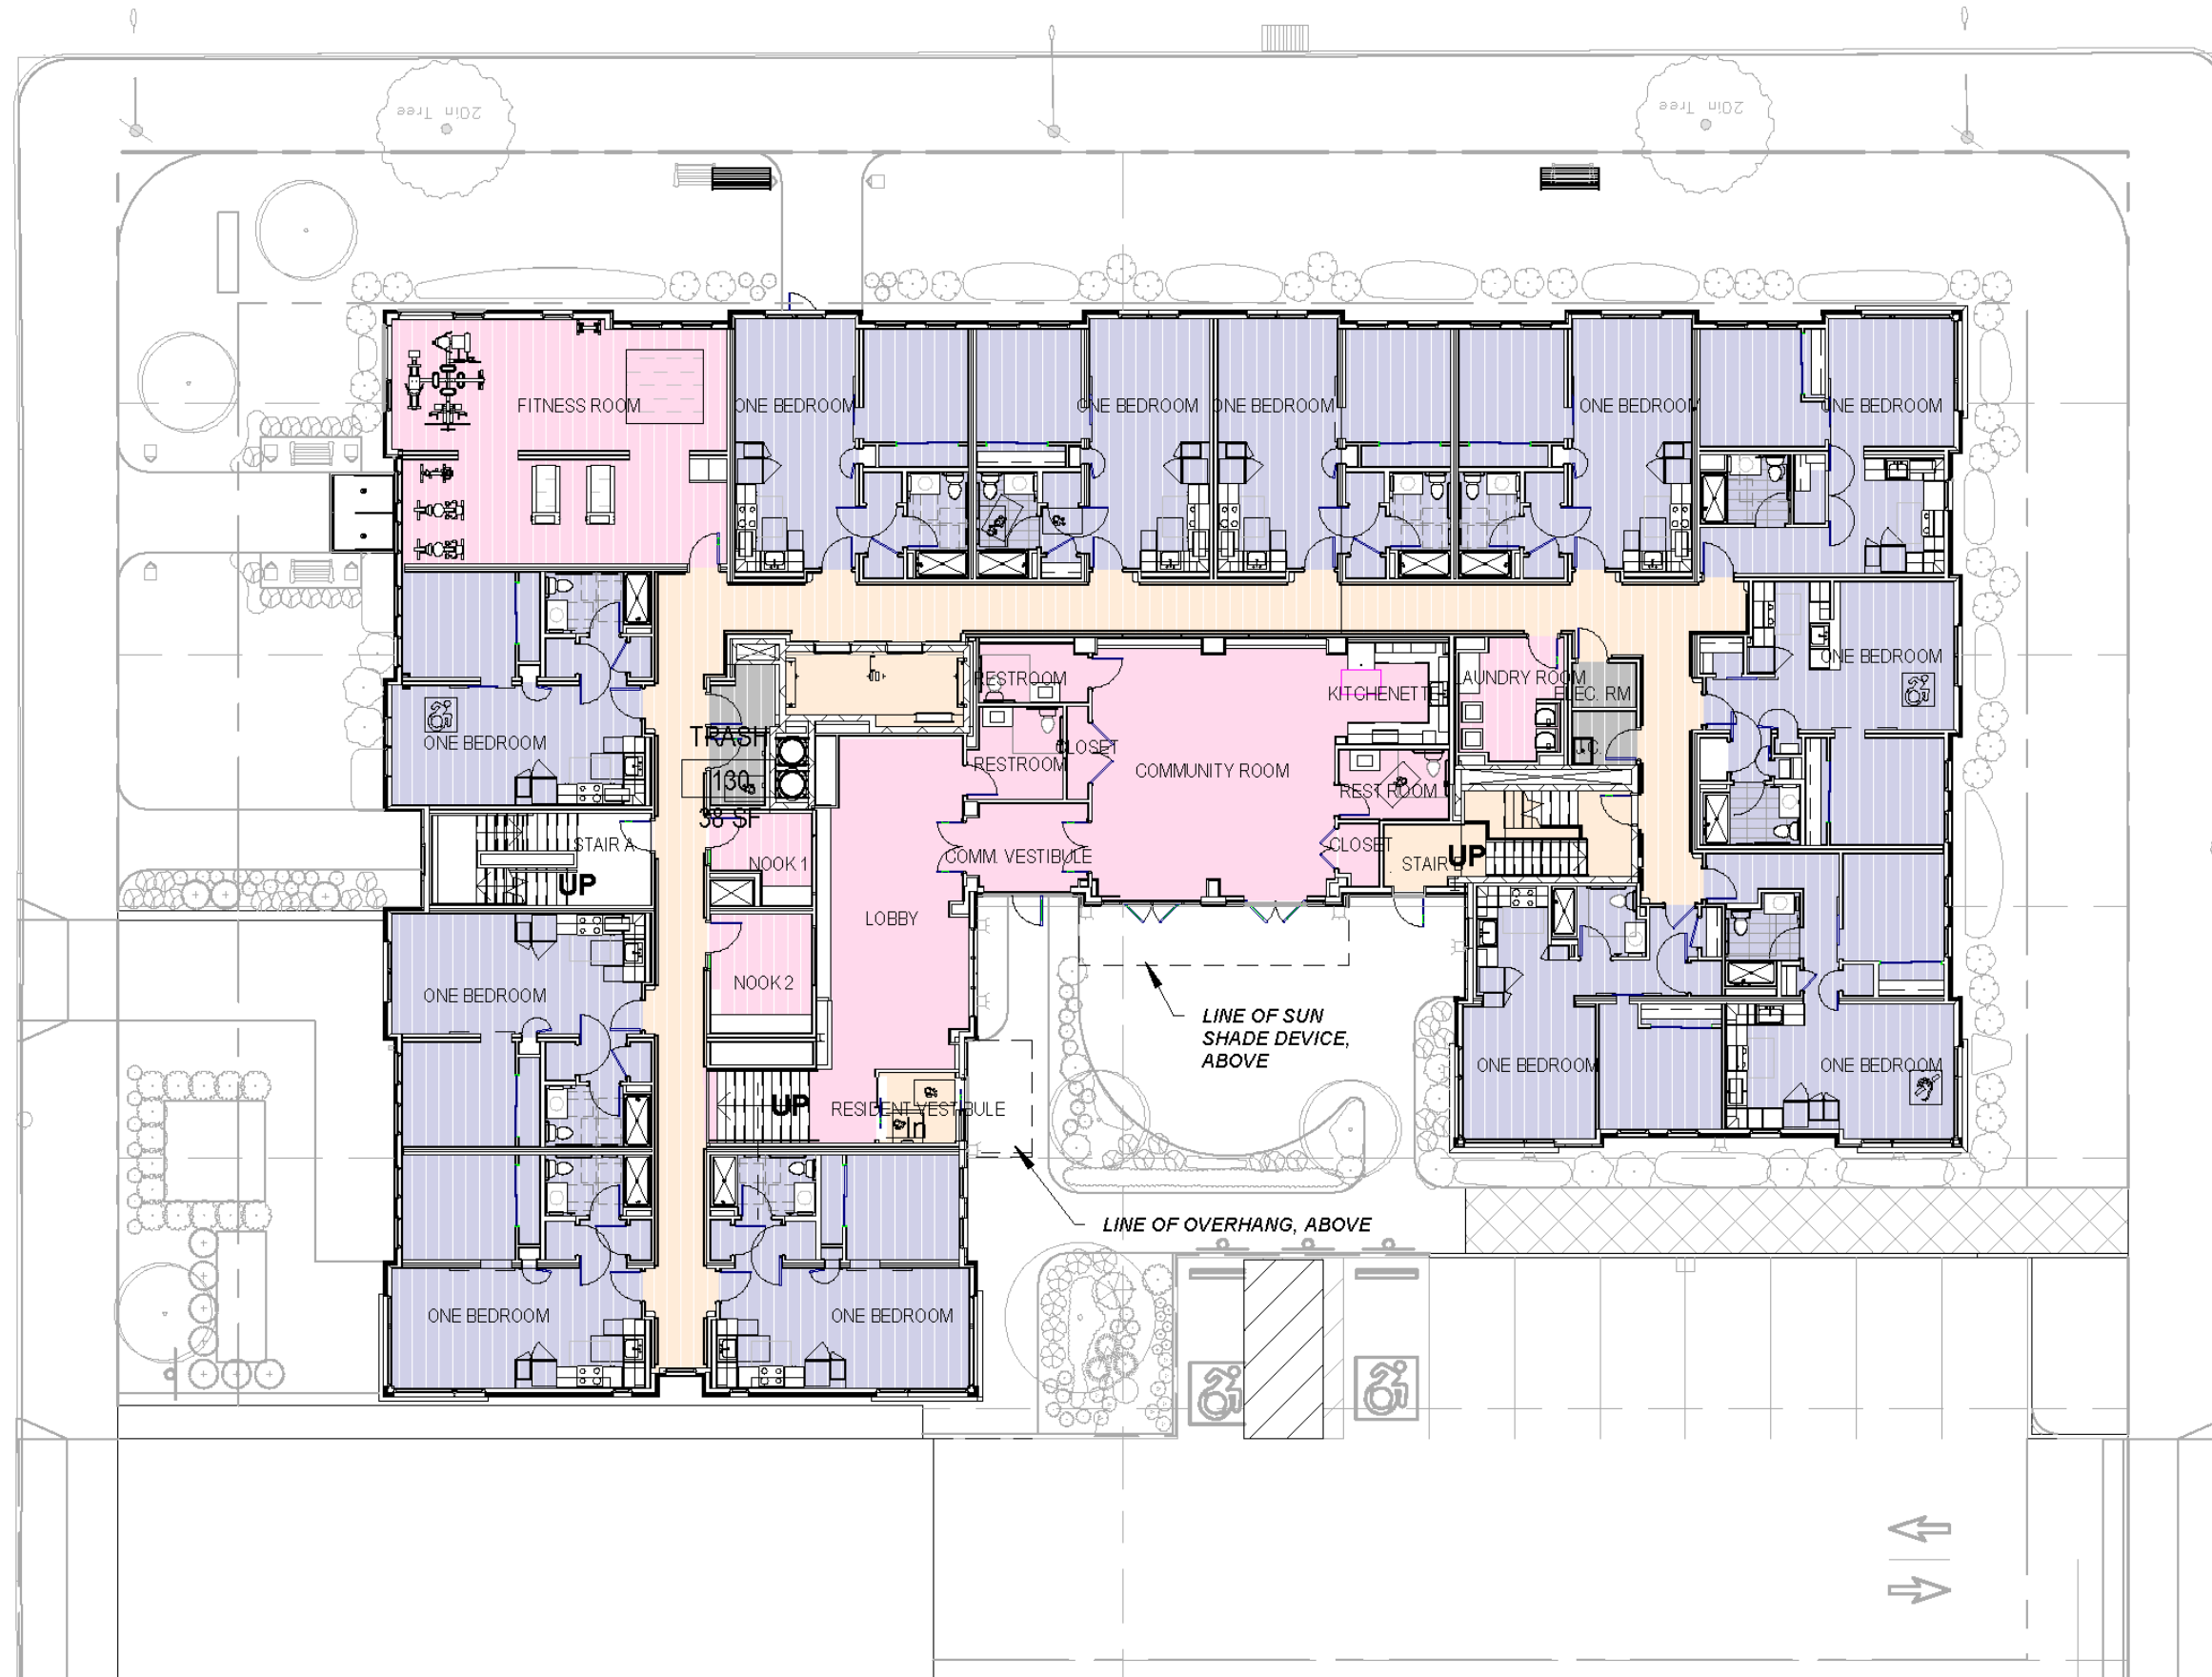 20in Tree
20in Tree
FITNESS ROOM
ONE BEDROOM
ONE BEDROOM
ONE BEDROOM
ONE BEDROOM
ONE BEDROOM
RESTROOM
KITCHENETTE
LAUNDRY ROOM
ELEC. RM
ONE BEDROOM
ONE BEDROOM
TRASH
130
38 SF
RESTROOM
CLOSET
COMMUNITY ROOM
REST ROOM
J.C.
STAIR A
UP
NOOK 1
COMM. VESTIBULE
CLOSET
STAIR B
UP
LOBBY
ONE BEDROOM
NOOK 2
LINE OF SUN
SHADE DEVICE,
ABOVE
ONE BEDROOM
ONE BEDROOM
UP
RESIDENT VESTIBULE
In
LINE OF OVERHANG, ABOVE
ONE BEDROOM
ONE BEDROOM